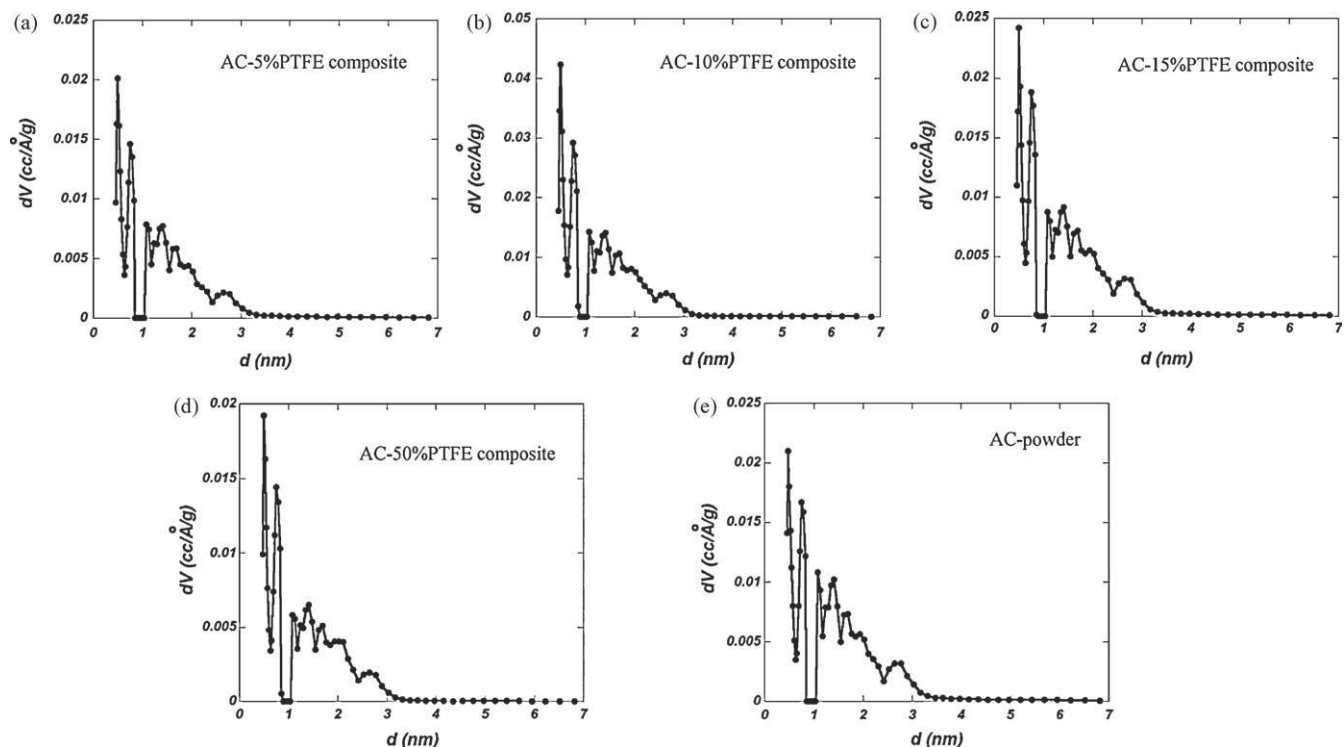 (a)
AC-5%PTFE composite
0.025
0.02
0.015
0.01
0.005
0
dV (cc/Å/g)
0 1 2 3 4 5 6 7
d (nm)
(b)
AC-10%PTFE composite
0.05
0.04
0.03
0.02
0.01
0
dV (cc/Å/g)
0 1 2 3 4 5 6 7
d (nm)
(c)
AC-15%PTFE composite
0.025
0.02
0.015
0.01
0.005
0
dV (cc/Å/g)
0 1 2 3 4 5 6 7
d (nm)
(d)
AC-50%PTFE composite
0.02
0.015
0.01
0.005
0
dV (cc/Å/g)
0 1 2 3 4 5 6 7
d (nm)
(e)
AC-powder
0.025
0.02
0.015
0.01
0.005
0
dV (cc/Å/g)
0 1 2 3 4 5 6 7
d (nm)